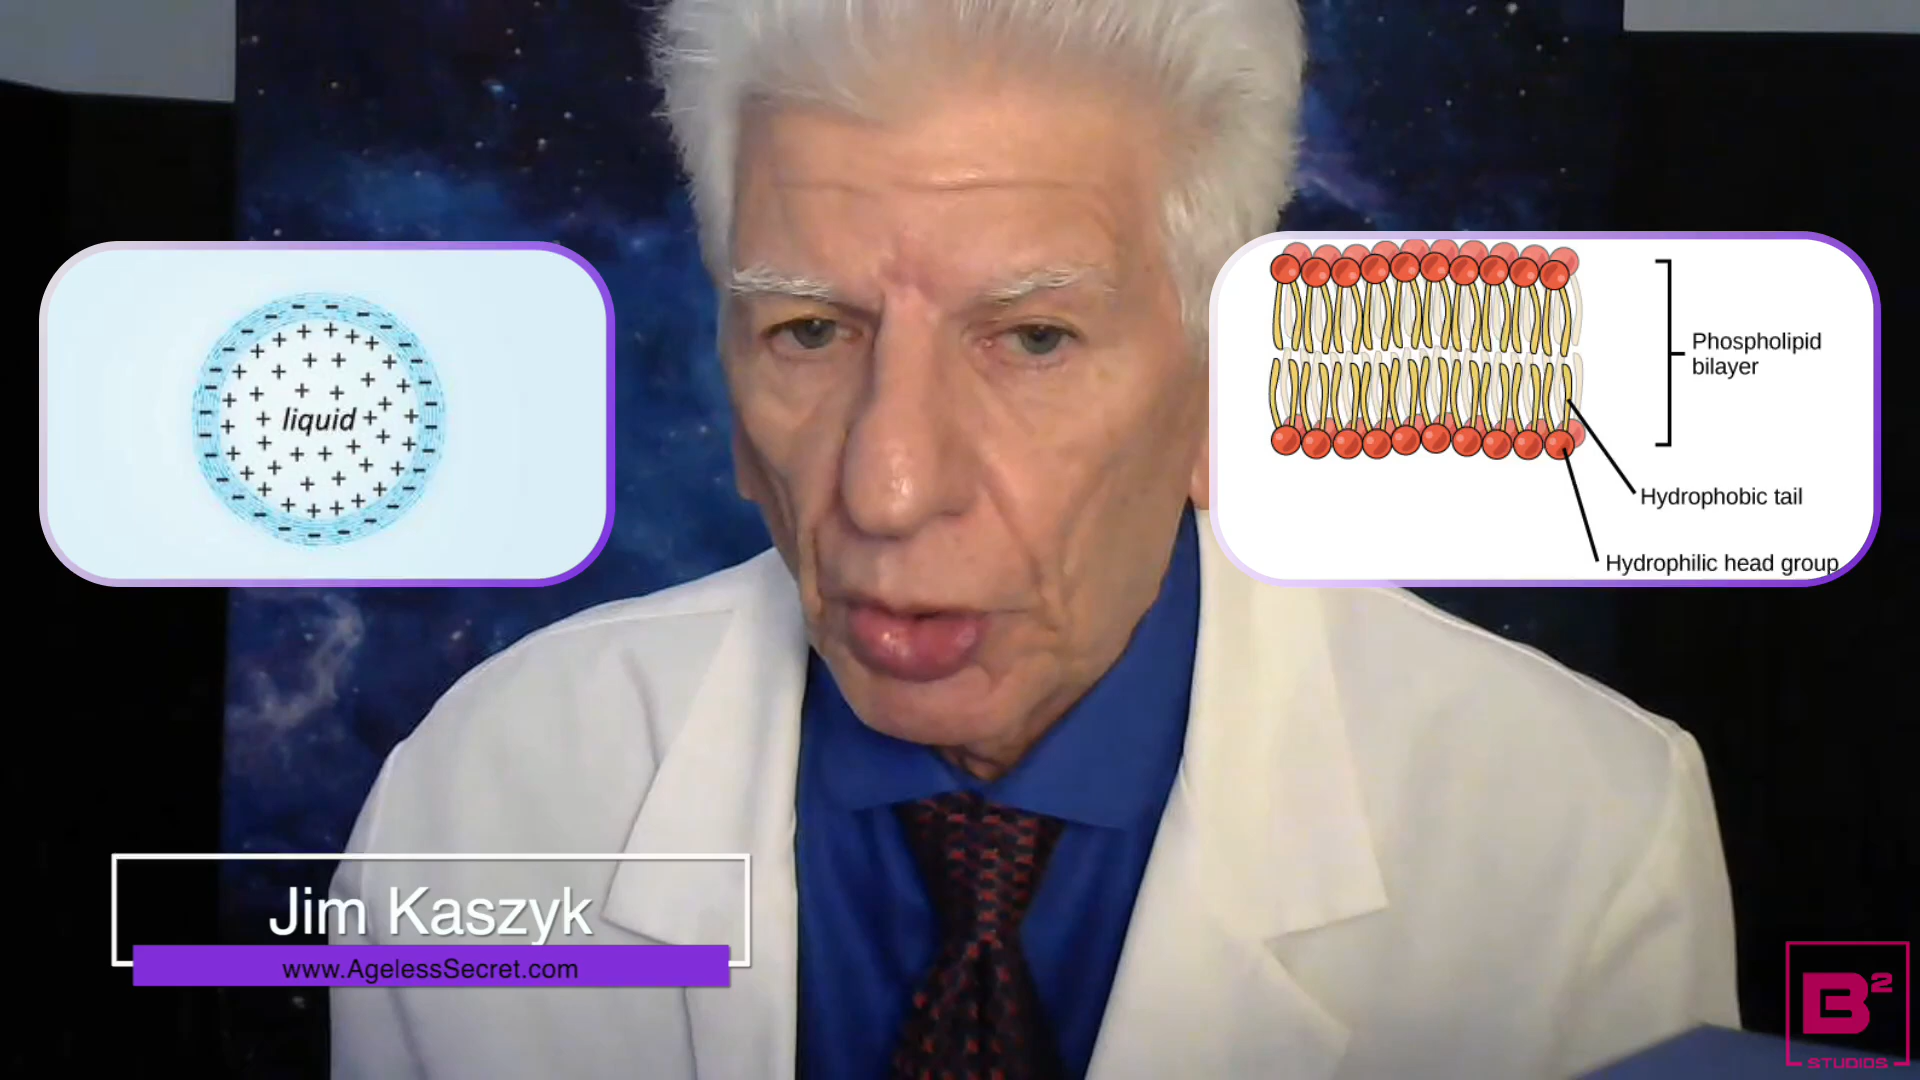 liquid
Phospholipid
bilayer
Hydrophobic tail
Hydrophilic head group
Jim Kaszyk
www.AgelessSecret.com
B²
STUDIOS